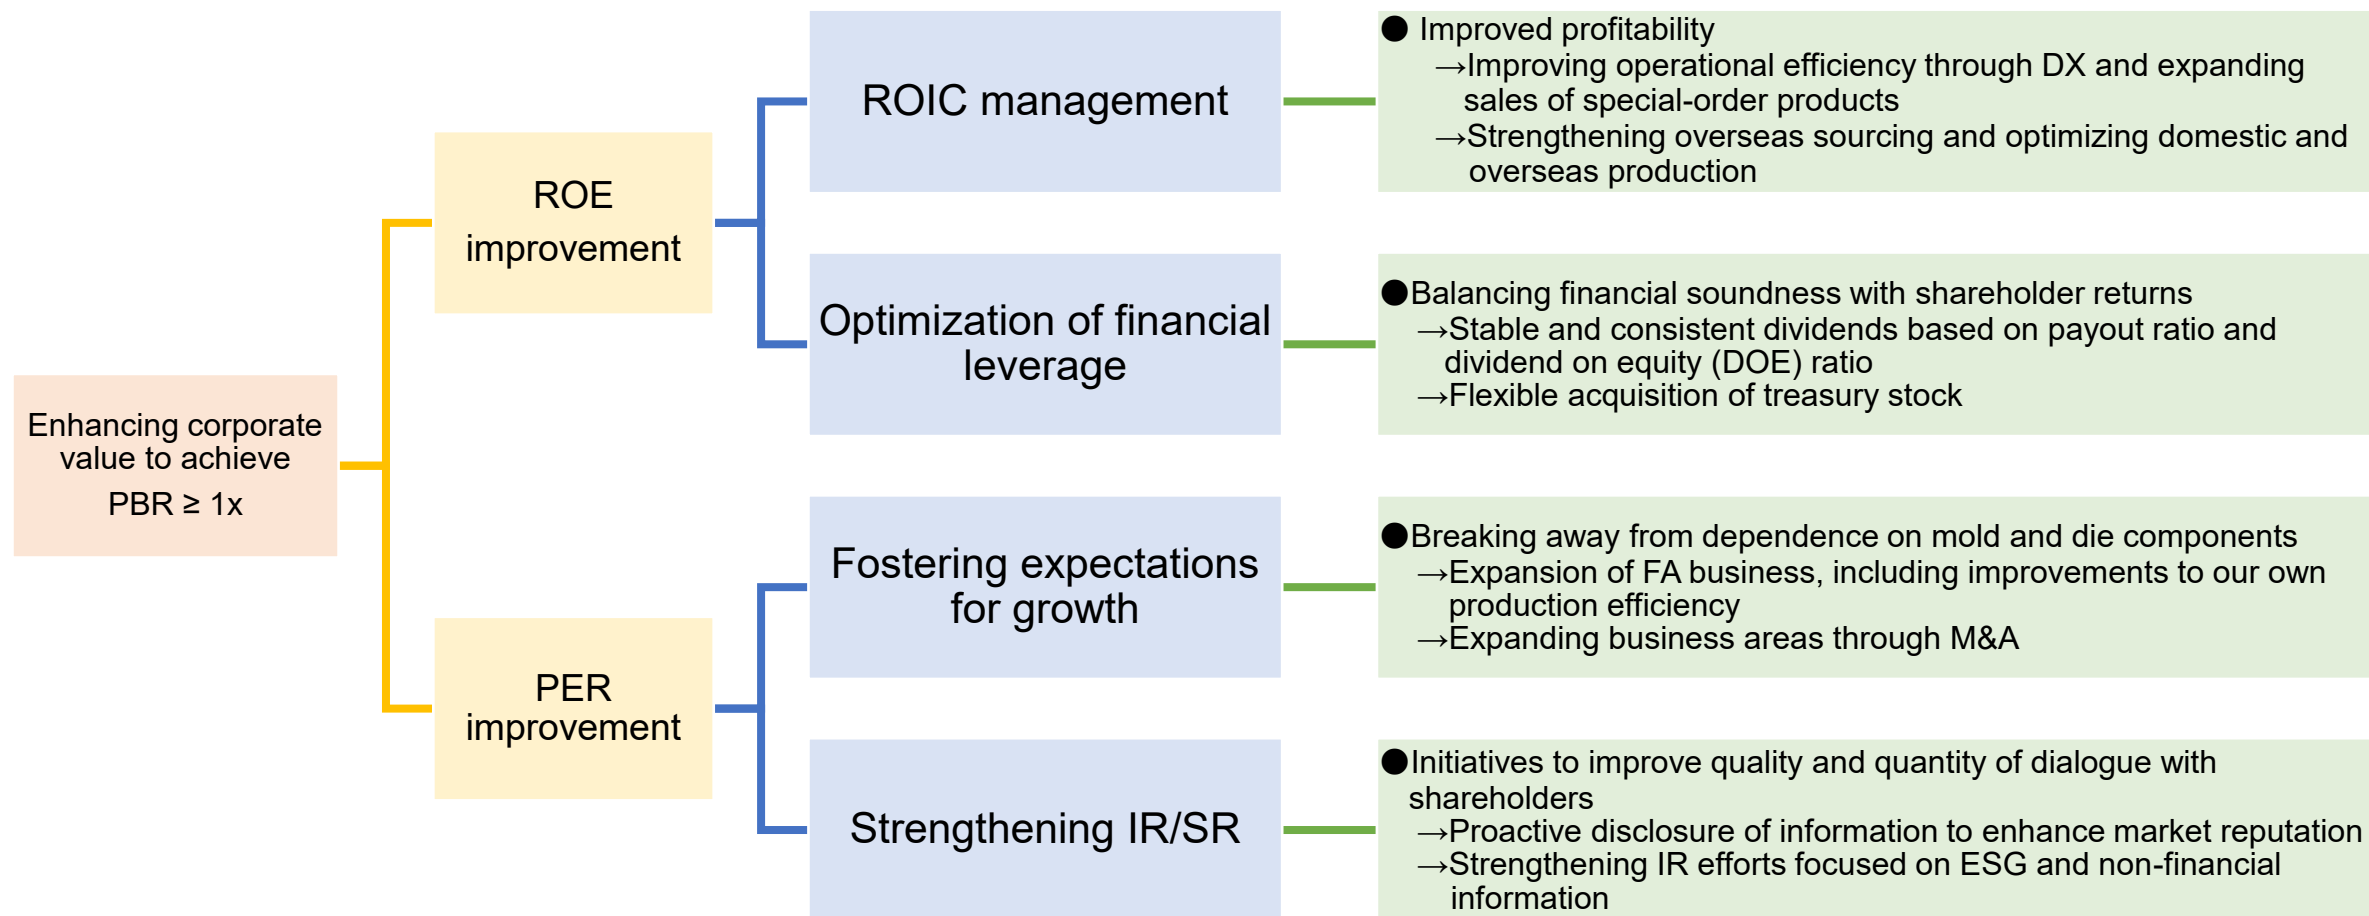 Enhancing corporate
value to achieve
PBR ≥ 1x
ROE
improvement
PER
improvement
ROIC management
Optimization of financial
leverage
Fostering expectations
for growth
Strengthening IR/SR
● Improved profitability
→Improving operational efficiency through DX and expanding
sales of special-order products
→Strengthening overseas sourcing and optimizing domestic and
overseas production
●Balancing financial soundness with shareholder returns
→Stable and consistent dividends based on payout ratio and
dividend on equity (DOE) ratio
→Flexible acquisition of treasury stock
●Breaking away from dependence on mold and die components
→Expansion of FA business, including improvements to our own
production efficiency
→Expanding business areas through M&A
●Initiatives to improve quality and quantity of dialogue with
shareholders
→Proactive disclosure of information to enhance market reputation
→Strengthening IR efforts focused on ESG and non-financial
information